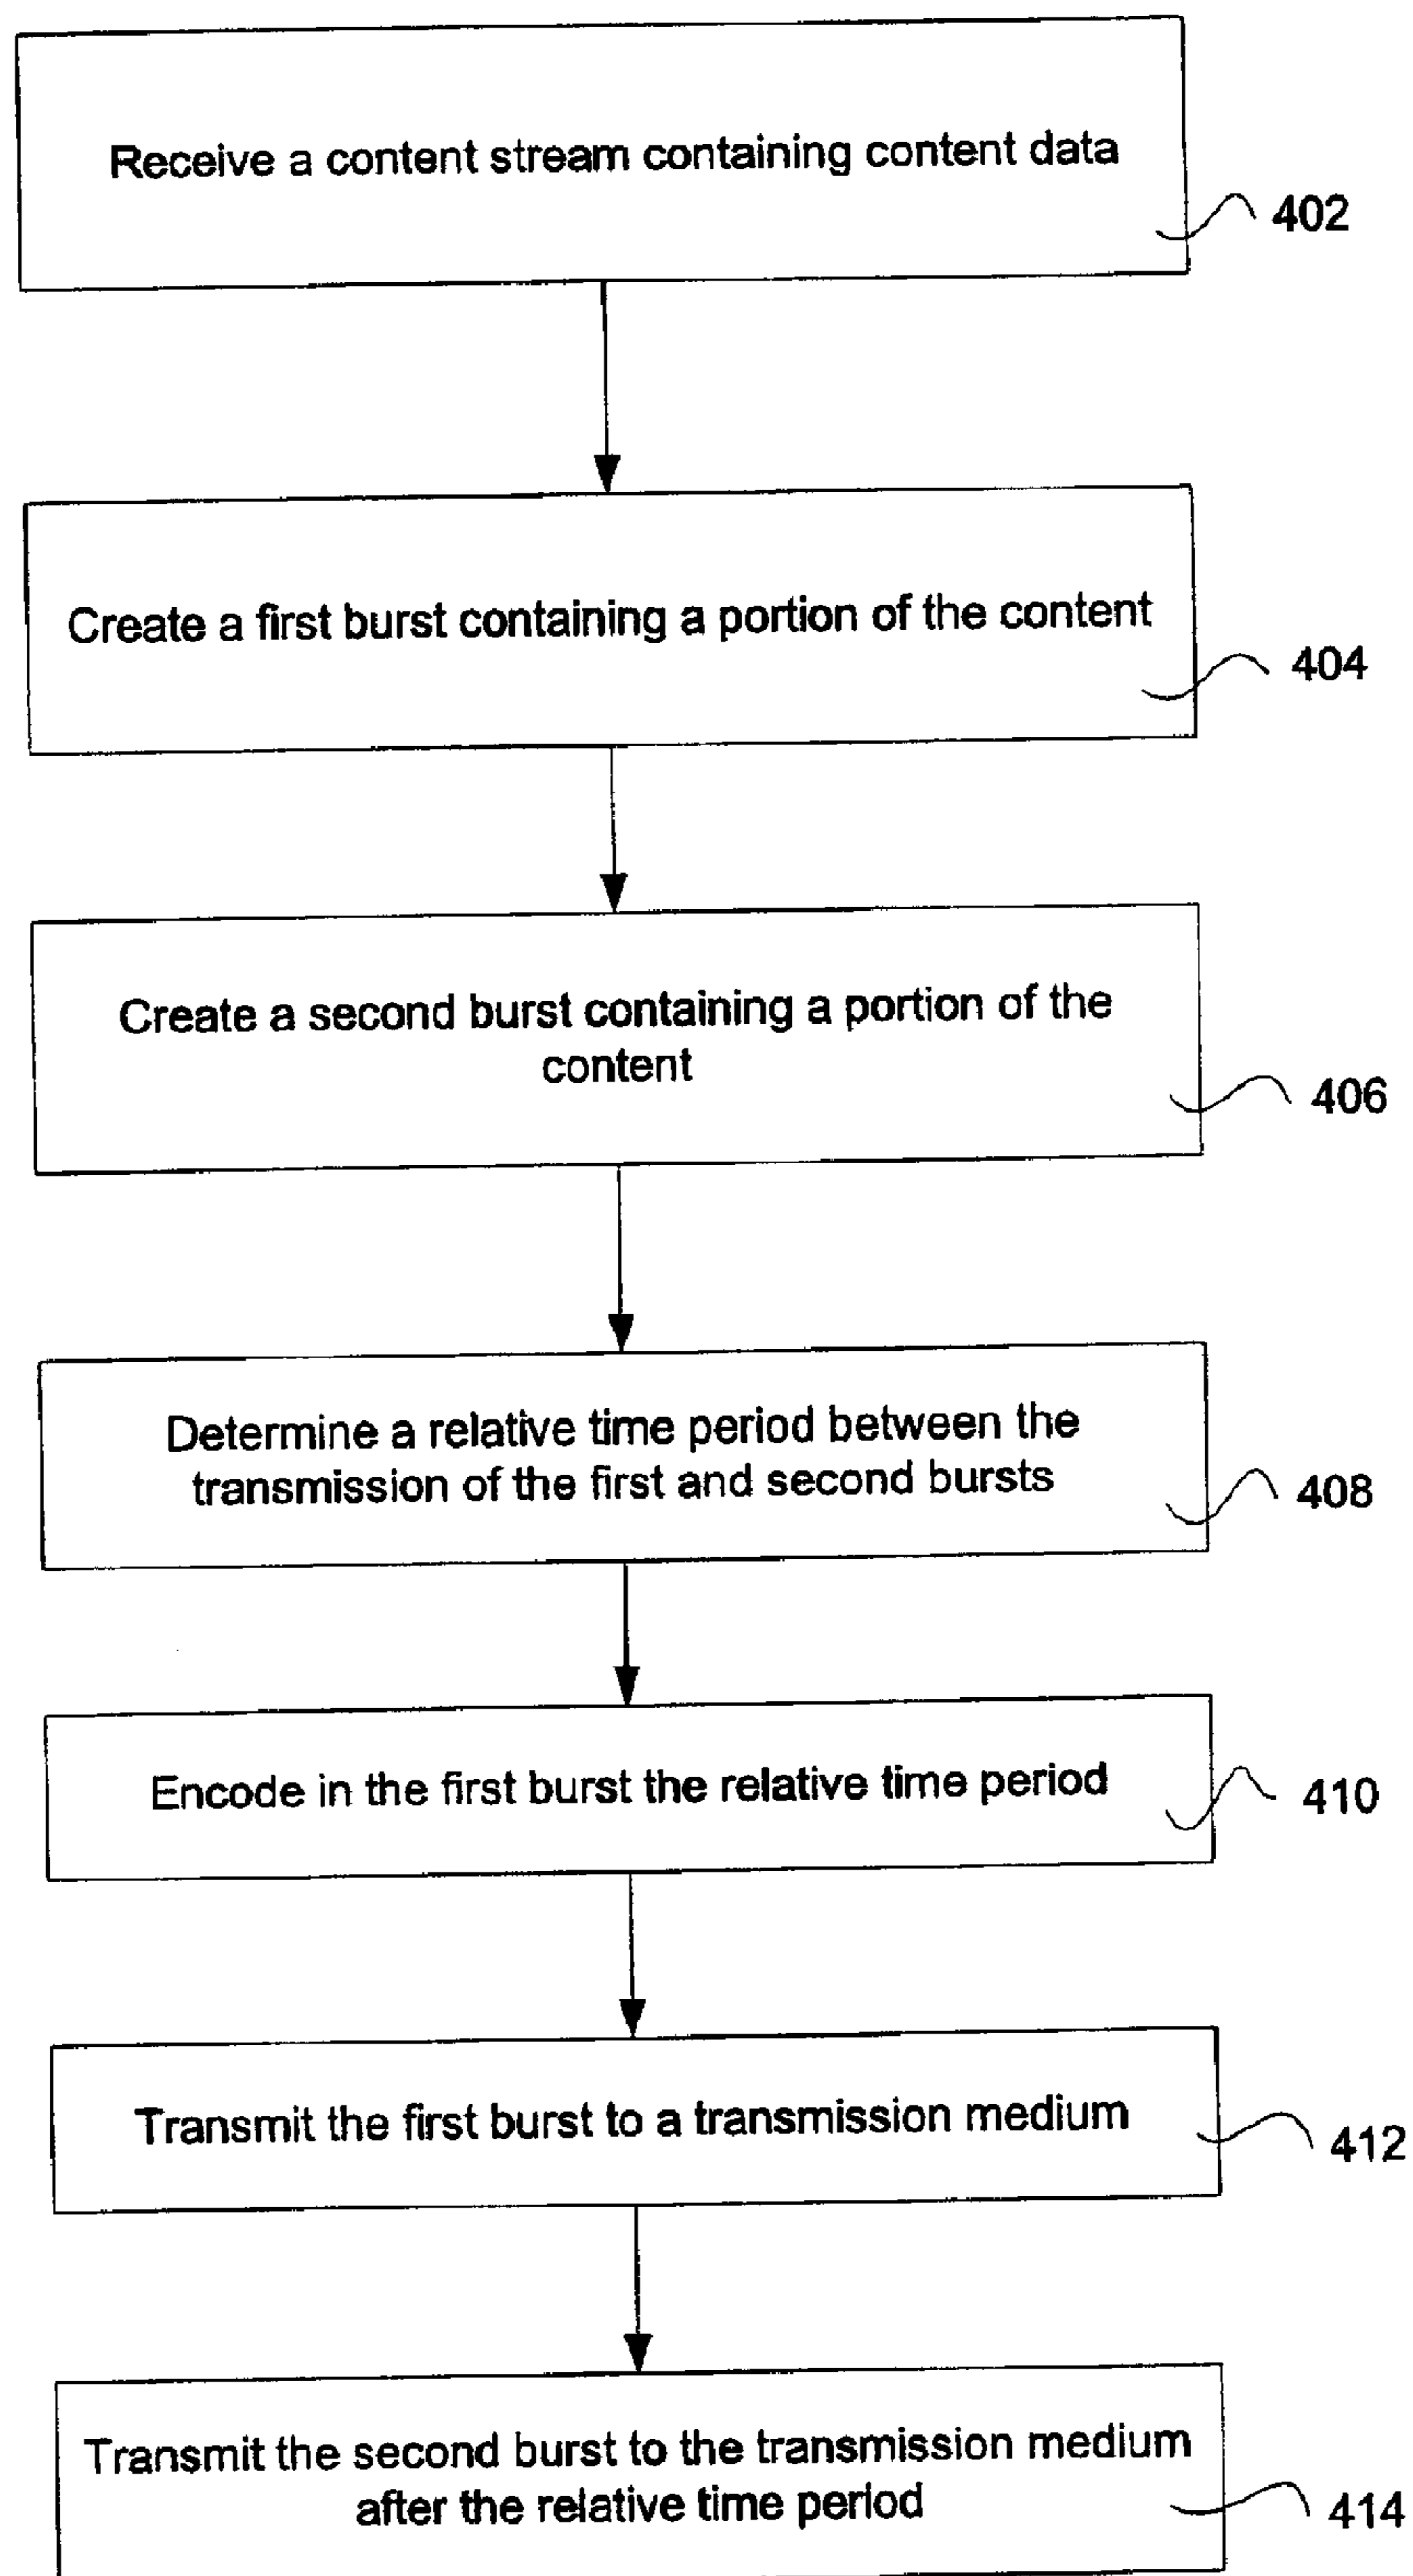 Receive a content stream containing content data
402
Create a first burst containing a portion of the content
404
Create a second burst containing a portion of the
content
406
Determine a relative time period between the
transmission of the first and second bursts
408
Encode in the first burst the relative time period
410
Transmit the first burst to a transmission medium
412
Transmit the second burst to the transmission medium
after the relative time period
414